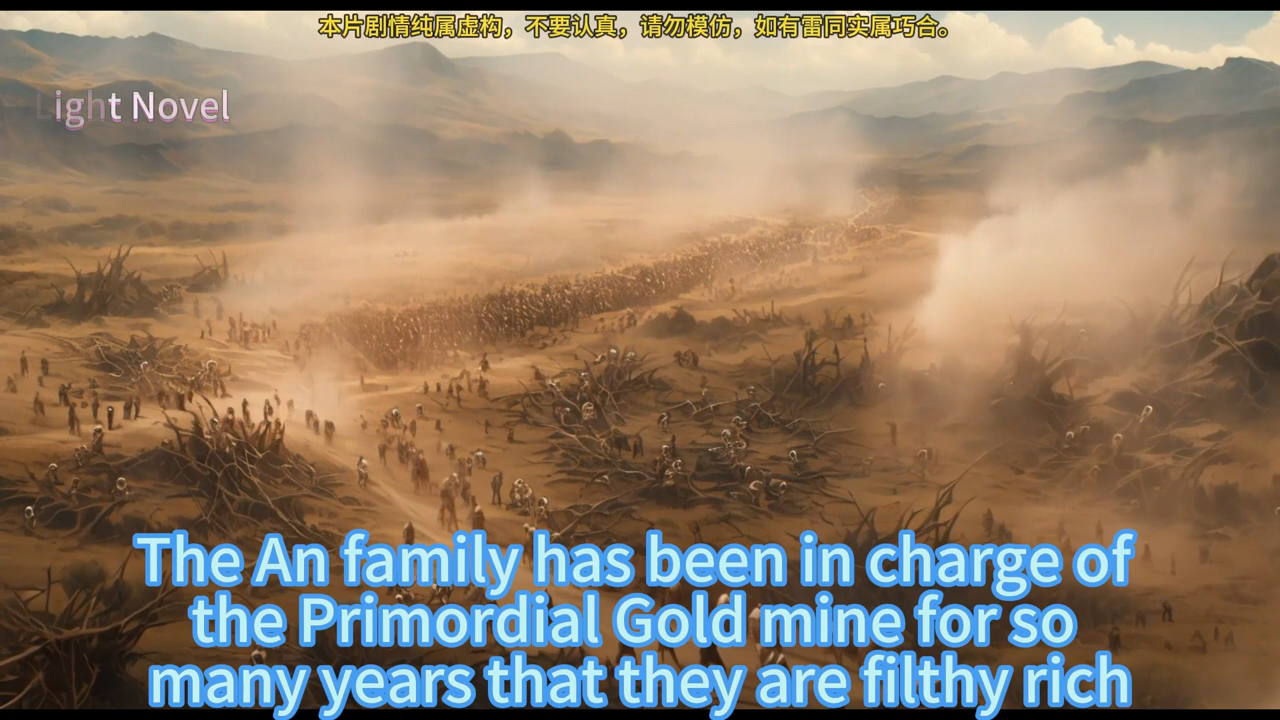 本片剧情纯属虚构，不要认真，请勿模仿，如有雷同实属巧合。
Light Novel
The An family has been in charge of
the Primordial Gold mine for so
many years that they are filthy rich